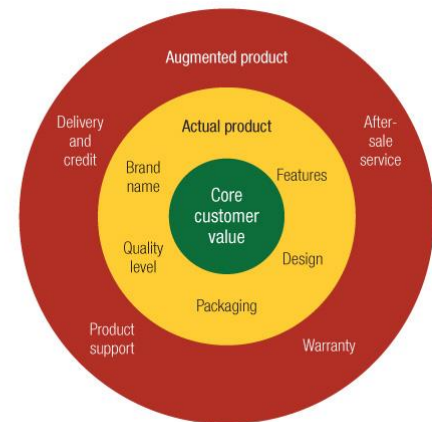 Augmented product
Delivery
and
credit
After-
sale
service
Actual product
Brand
name
Features
Core
customer
value
Quality
level
Design
Packaging
Product
support
Warranty